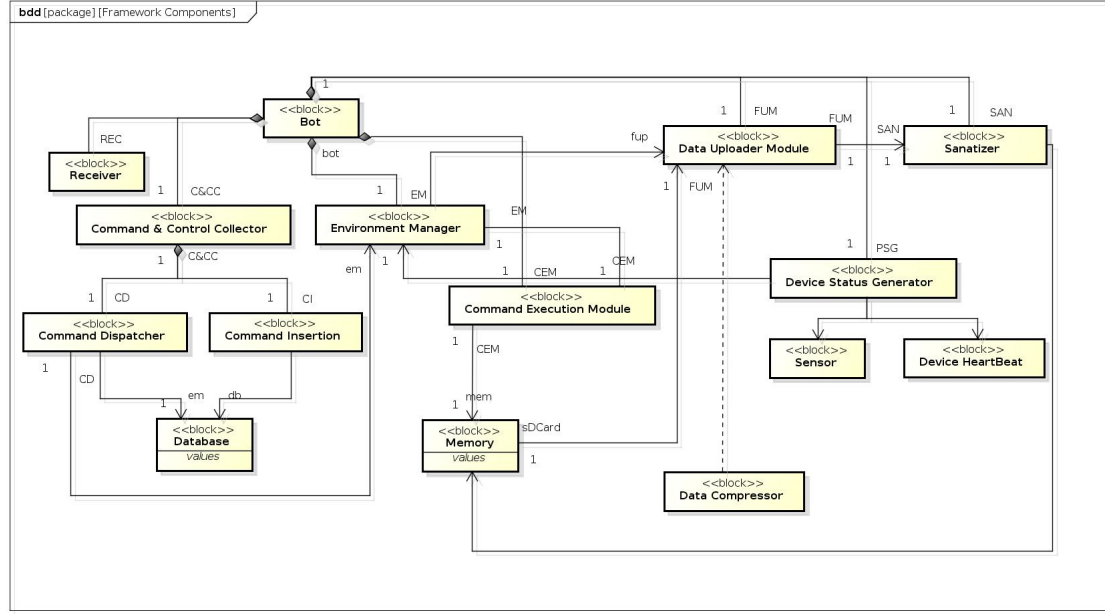 bdd [package] [Framework Components]
1
<<block>>
Bot
bot
REC
<<block>>
Receiver
1
C&CC
<<block>>
Command & Control Collector
1
C&CC
1
EM
<<block>>
Environment Manager
EM
1
em
1
fup
1
FUM
<<block>>
Data Uploader Module
FUM
1
SAN
1
1
SAN
<<block>>
Sanatizer
1
FUM
1
PSG
<<block>>
Device Status Generator
1
CEM
1
CEM
<<block>>
Command Execution Module
1
CEM
1
CD
<<block>>
Command Dispatcher
1
CI
<<block>>
Command Insertion
<<block>>
Sensor
<<block>>
Device HeartBeat
1
CD
1
em
db
<<block>>
Database
values
1
mem
<<block>>
Memory
values
sDCard
1
<<block>>
Data Compressor